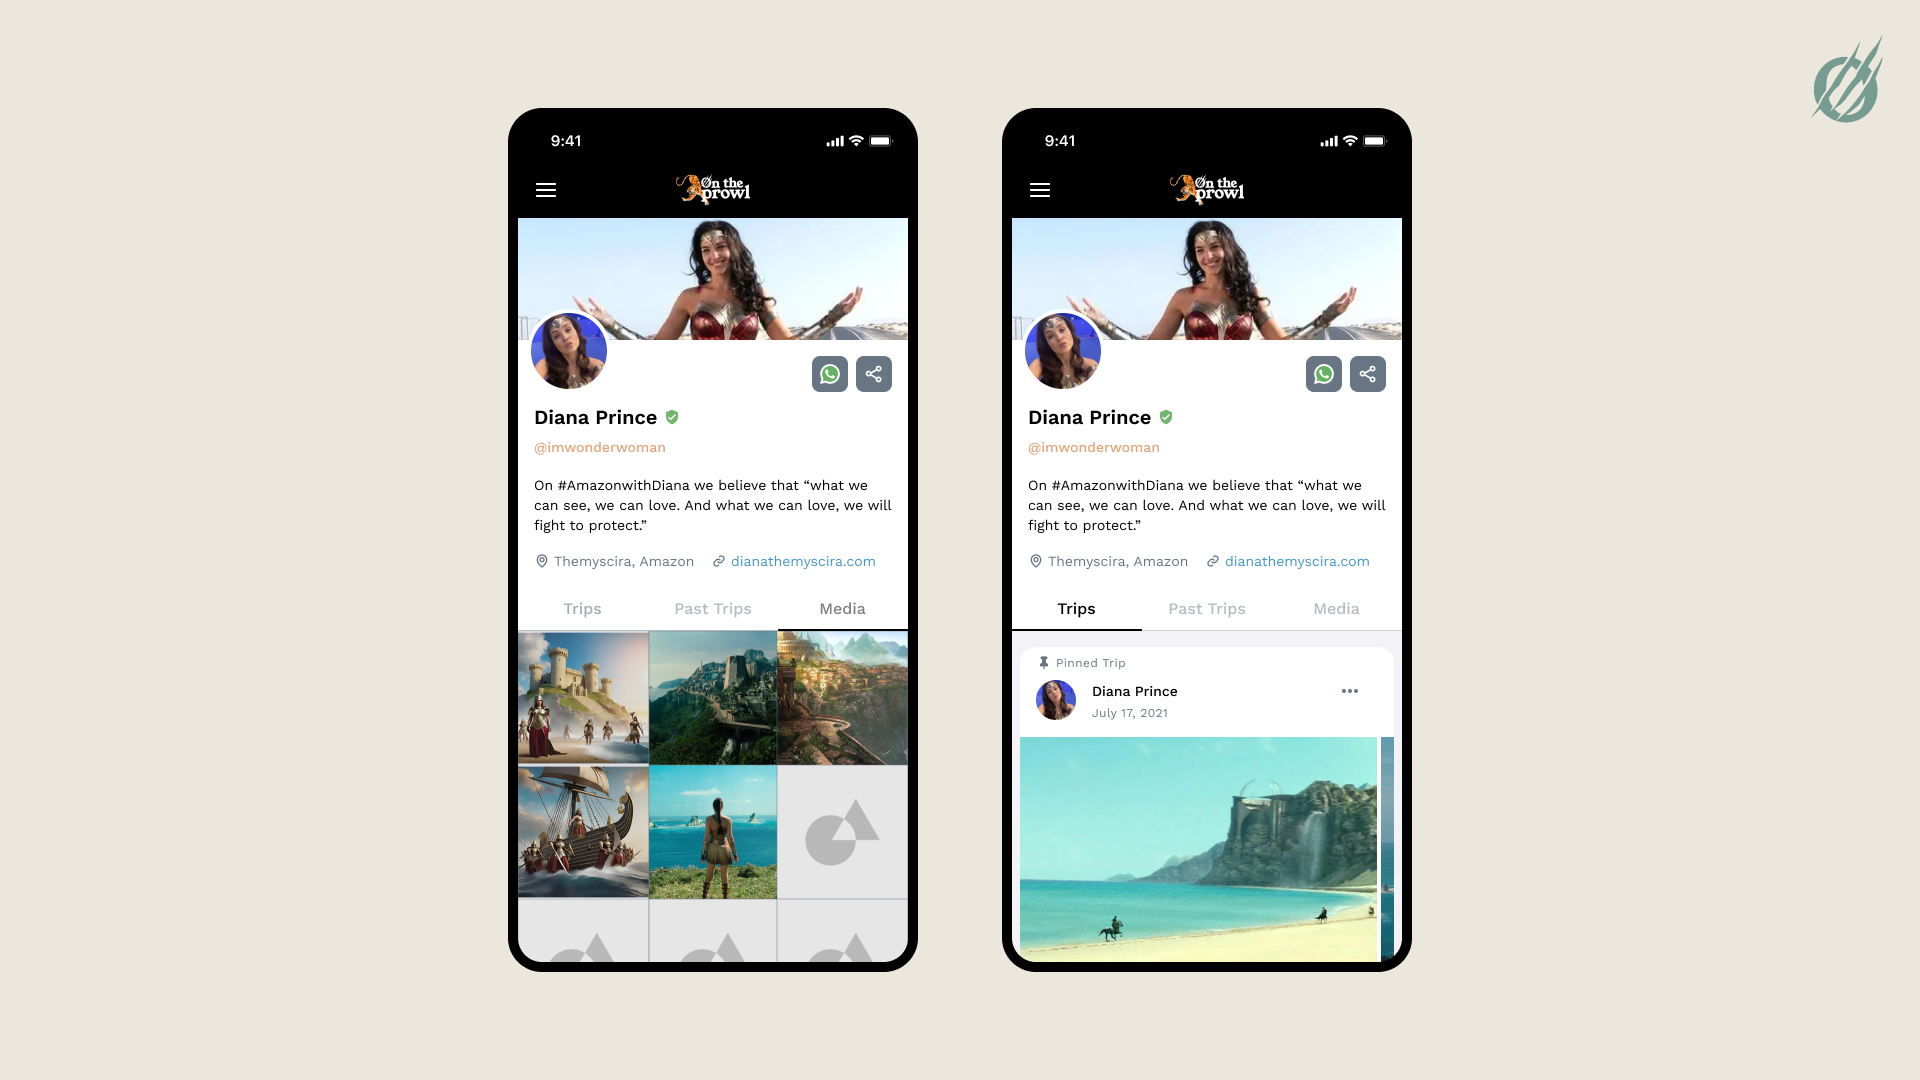 9:41
Øn the
prowl
Diana Prince
@imwonderwoman
On #AmazonwithDiana we believe that “what we
can see, we can love. And what we can love, we will
fight to protect.”
Themyscira, Amazon dianathemyscira.com
Trips Past Trips Media
9:41
Øn the
prowl
Diana Prince
@imwonderwoman
On #AmazonwithDiana we believe that “what we
can see, we can love. And what we can love, we will
fight to protect.”
Themyscira, Amazon dianathemyscira.com
Trips Past Trips Media
Pinned Trip
Diana Prince
July 17, 2021